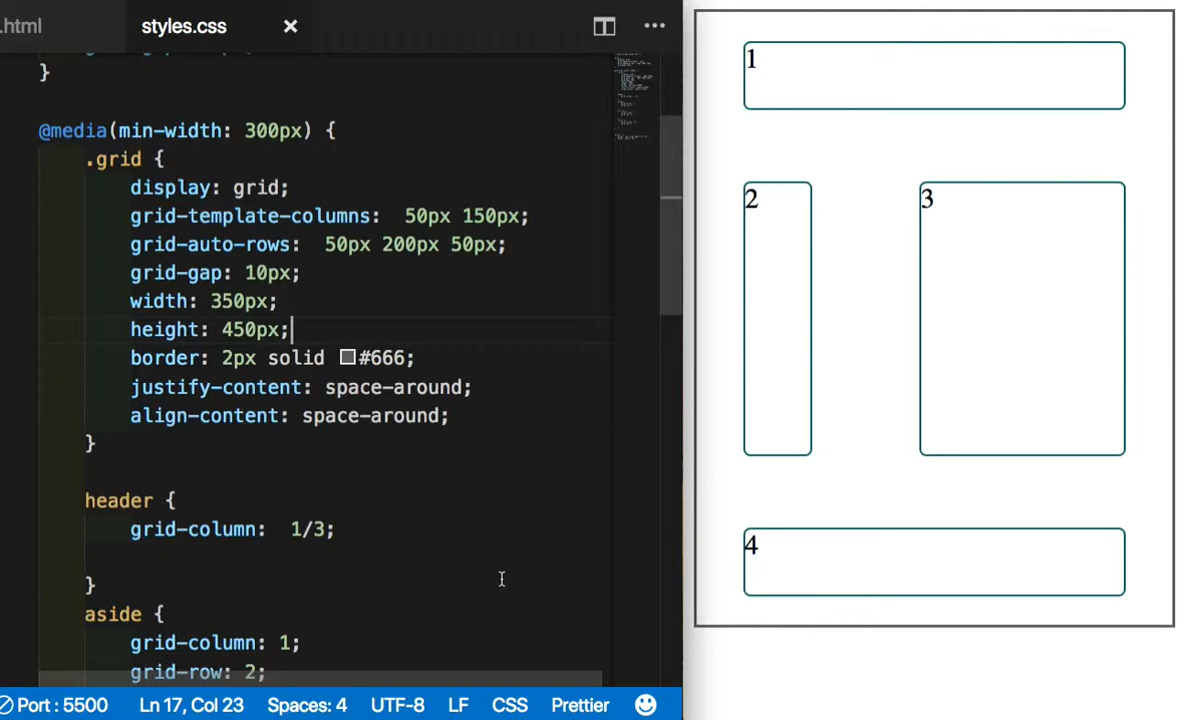 .html styles.css ×
}
@media(min-width: 300px) {
.grid {
display: grid;
grid-template-columns: 50px 150px;
grid-auto-rows: 50px 200px 50px;
grid-gap: 10px;
width: 350px;
height: 450px;
border: 2px solid #666;
justify-content: space-around;
align-content: space-around;
}
header {
grid-column: 1/3;
}
aside {
grid-column: 1;
grid-row: 2;
Port : 5500 Ln 17, Col 23 Spaces: 4 UTF-8 LF CSS Prettier
1
2 3
4